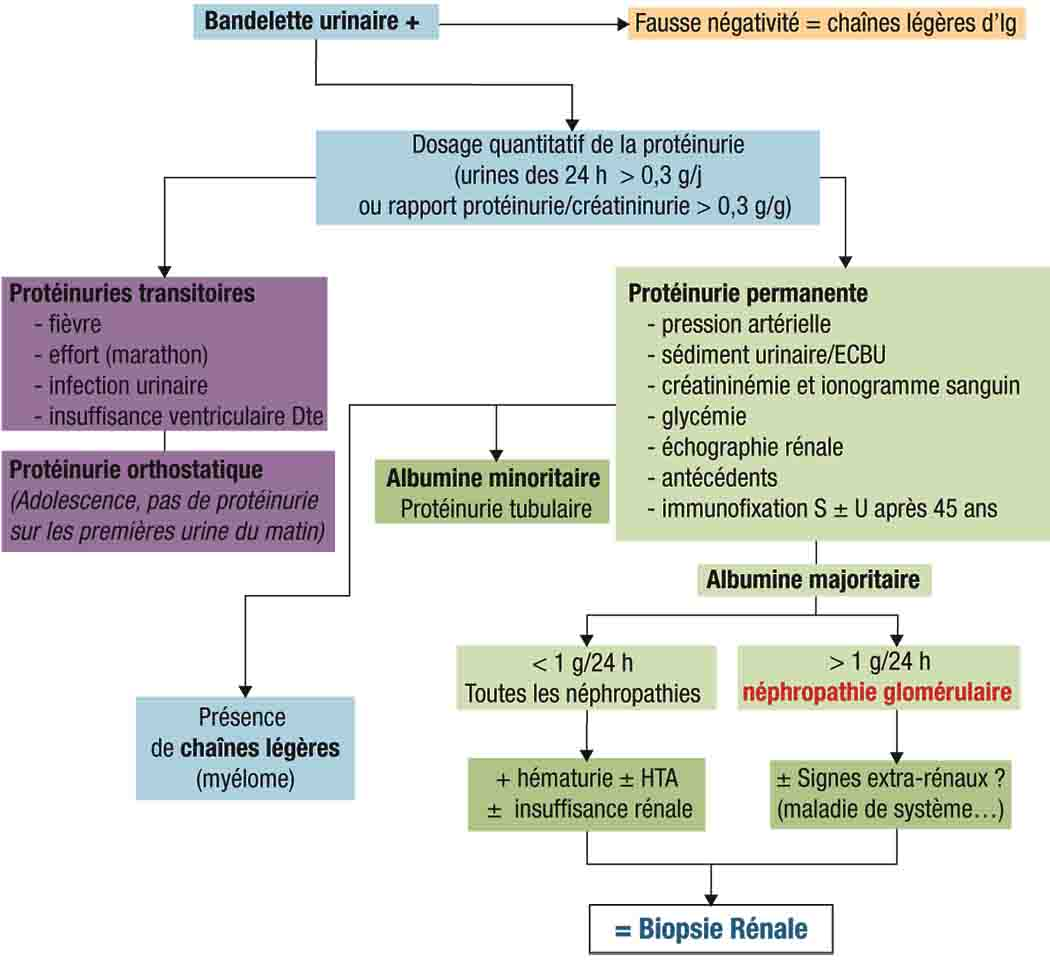 Bandelette urinaire +
Fausse négativité = chaînes légères d’Ig
Dosage quantitatif de la protéinurie
(urines des 24 h > 0,3 g/j
ou rapport protéinurie/créatininurie > 0,3 g/g)
Protéinuries transitoires
- fièvre
- effort (marathon)
- infection urinaire
- insuffisance ventriculaire Dte
Protéinurie orthostatique
(Adolescence, pas de protéinurie
sur les premières urine du matin)
Protéinurie permanente
- pression artérielle
- sédiment urinaire/ECBU
- créatininémie et ionogramme sanguin
- glycémie
- échographie rénale
- antécédents
- immunofixation S ± U après 45 ans
Albumine minoritaire
Protéinurie tubulaire
Albumine majoritaire
< 1 g/24 h
Toutes les néphropathies
> 1 g/24 h
néphropathie glomérulaire
Présence
de chaînes légères
(myélome)
+ hématurie ± HTA
± insuffisance rénale
± Signes extra-rénaux ?
(maladie de système…)
= Biopsie Rénale